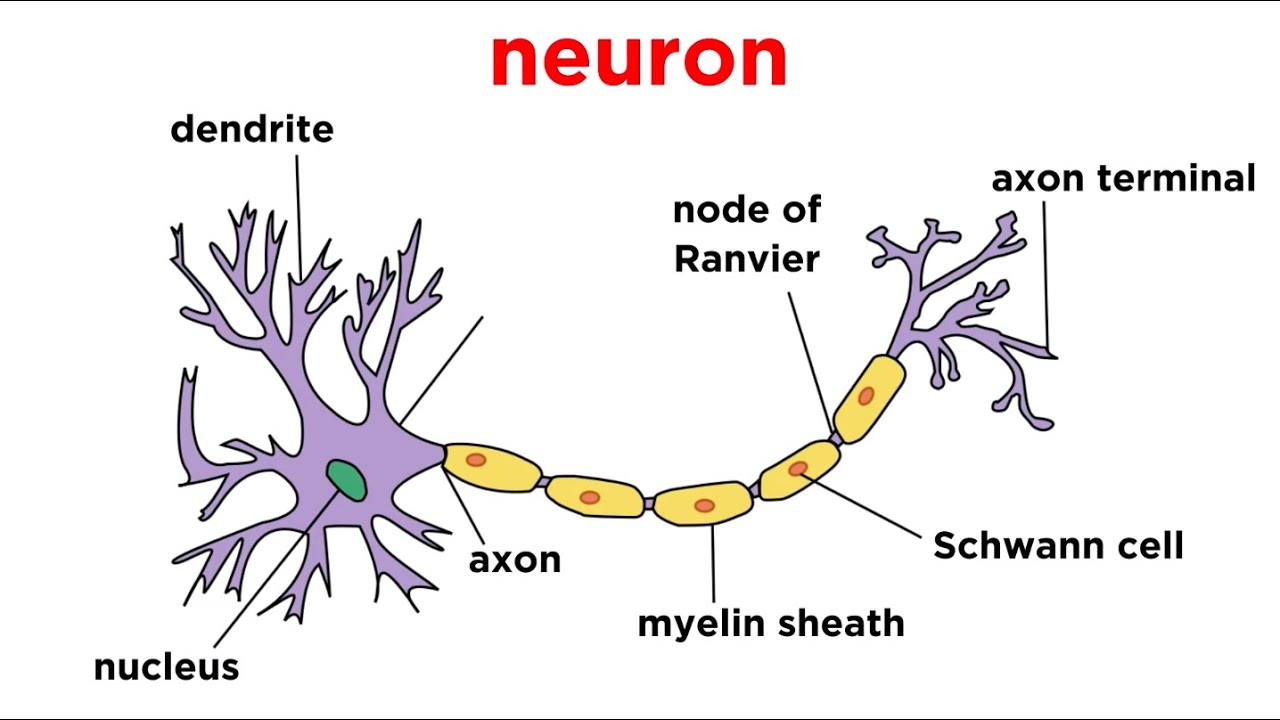 neuron
dendrite
axon terminal
node of
Ranvier
axon
Schwann cell
myelin sheath
nucleus